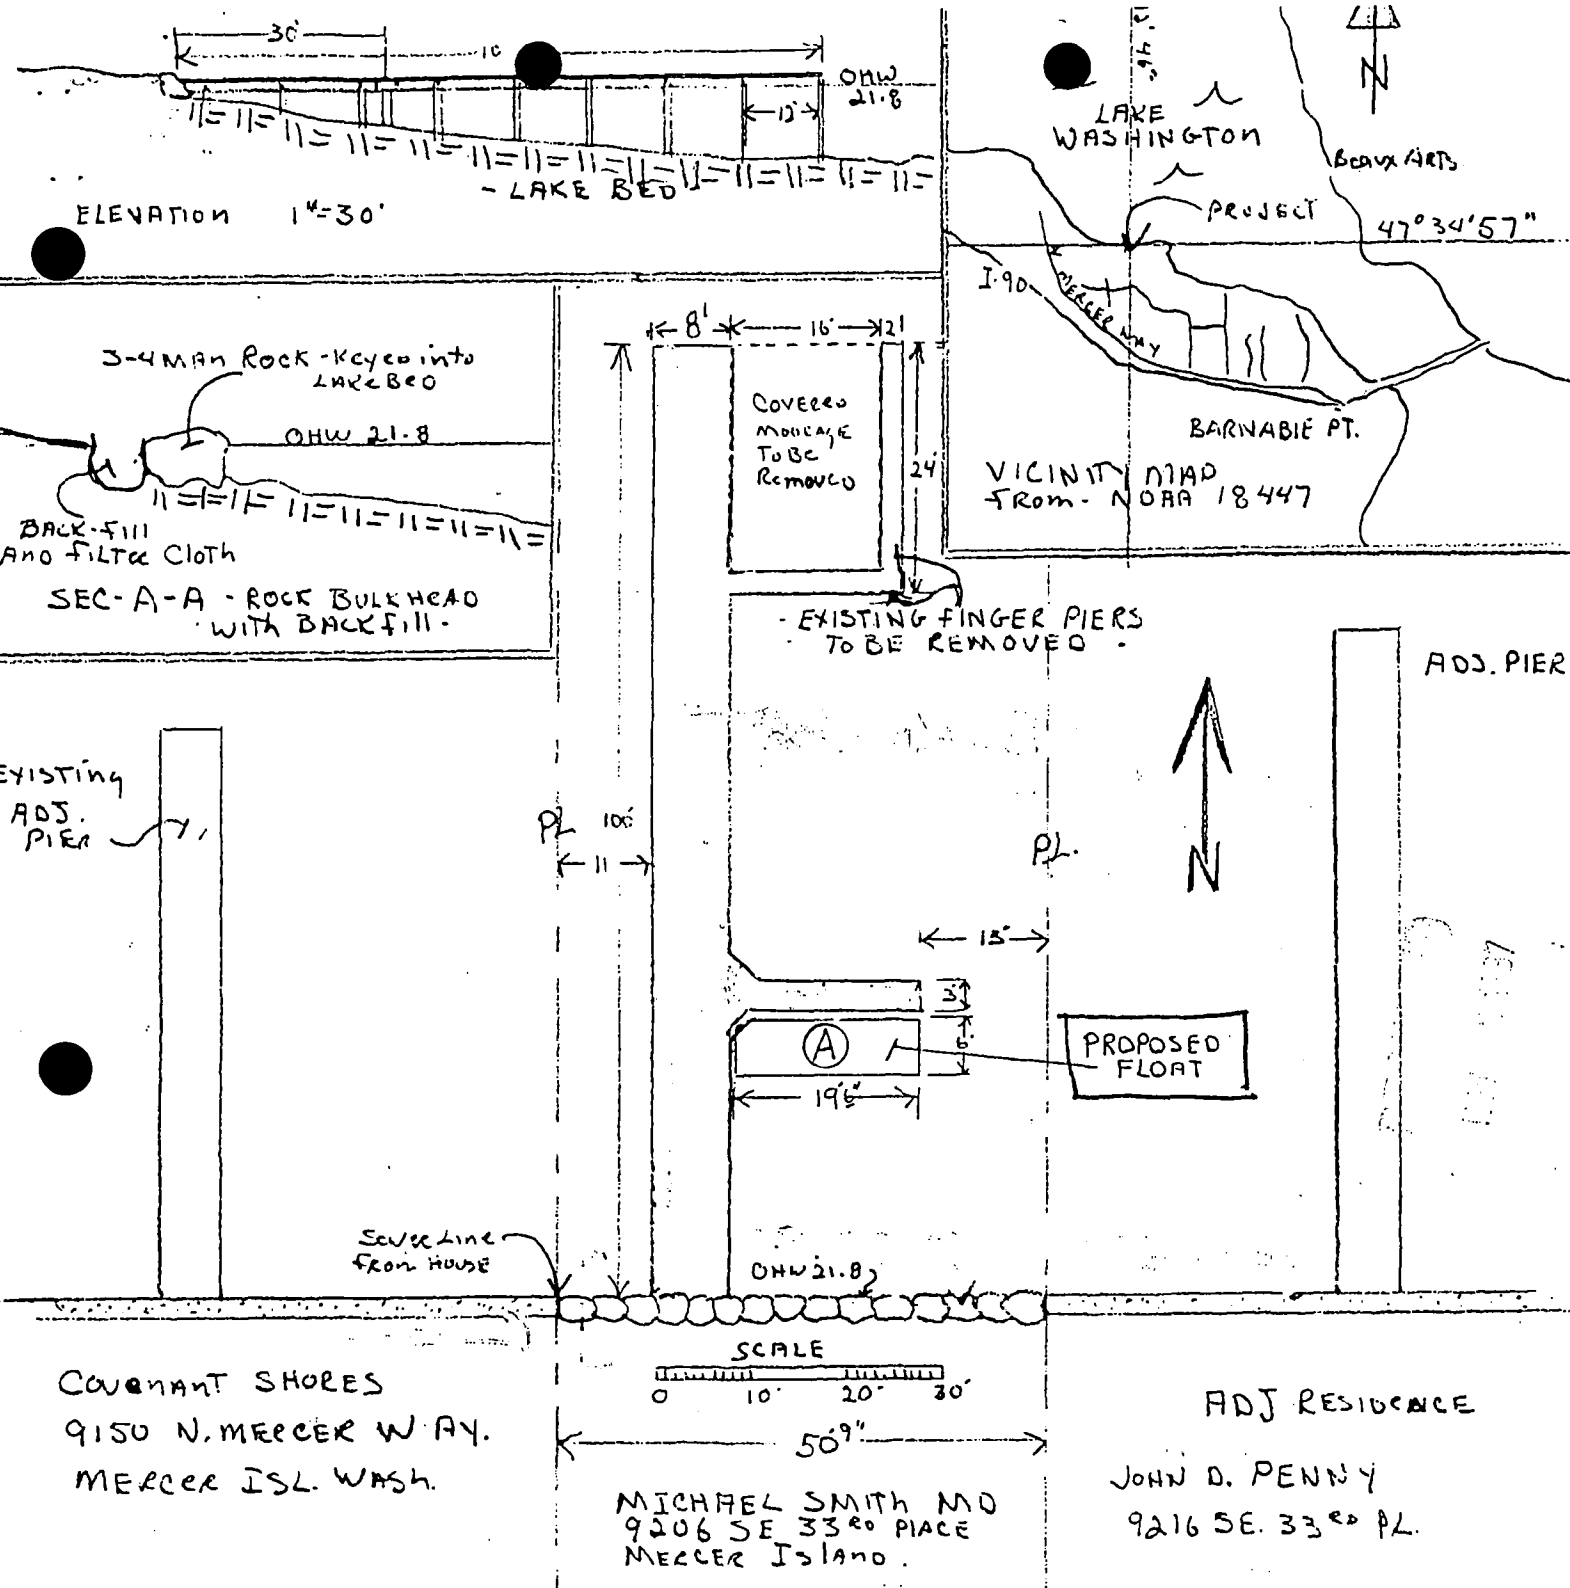 30'
10
OHW
21.8
12'
- LAKE BED
ELEVATION 1"=30'
N
LAKE
WASHINGTON
BEAUX ARTS
PROJECT
47° 34' 57"
I-90
MERCER WAY
BARNABIE PT.
VICINITY MAP
FROM - NOAA 18447
3-4 MAN ROCK - KEYED INTO
LAKE BED
OHW 21.8
BACK-FILL
AND FILTER CLOTH
SEC-A-A - ROCK BULKHEAD
WITH BACKFILL -
8'
16'
2'
COVERED
MOORAGE
TO BE
REMOVED
24'
- EXISTING FINGER PIERS
- TO BE REMOVED -
ADJ. PIER
EXISTING
ADJ.
PIER
PL
100'
11
PL.
N
15'
3'
6'
A
PROPOSED
FLOAT
19'6"
SEWER LINE
FROM HOUSE
OHW 21.8
SCALE
0 10' 20' 30'
50'9"
COVENANT SHORES
9150 N. MERCER WAY.
MERCER ISL. WASH.
MICHAEL SMITH MD
9206 SE 33RD PLACE
MERCER ISLAND.
ADJ RESIDENCE
JOHN D. PENNY
9216 SE. 33RD PL.